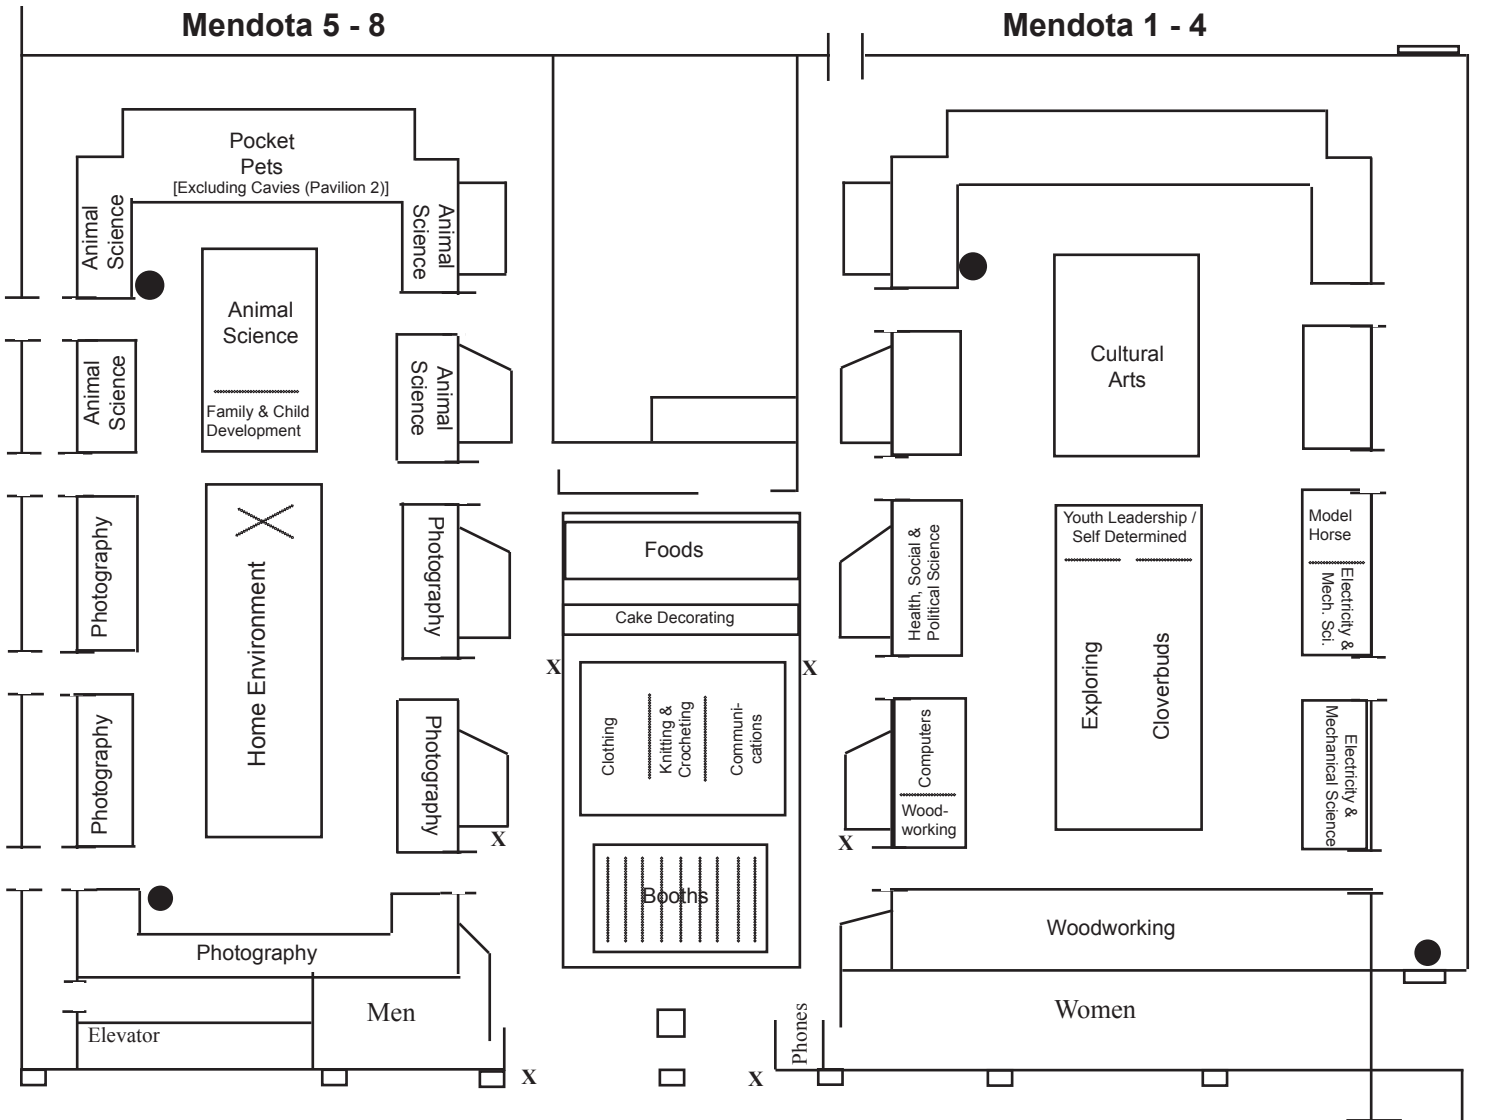 Mendota 5 - 8
Mendota 1 - 4
Pocket
Pets
[Excluding Cavies (Pavilion 2)]
Animal
Science
Animal
Science
Animal
Science
Family & Child
Development
Animal
Science
Animal
Science
Photography
Photography
Home Environment
Photography
Photography
Photography
Men
Elevator
Foods
Cake Decorating
X
X
Clothing
Knitting &
Crocheting
Communi-
cations
Booths
X
X
X
X
Phones
Cultural
Arts
Health, Social &
Political Science
Youth Leadership /
Self Determined
Exploring
Cloverbuds
Model
Horse
Electricity &
Mech. Sci.
Computers
Wood-
working
Electricity &
Mechanical Science
Woodworking
Women